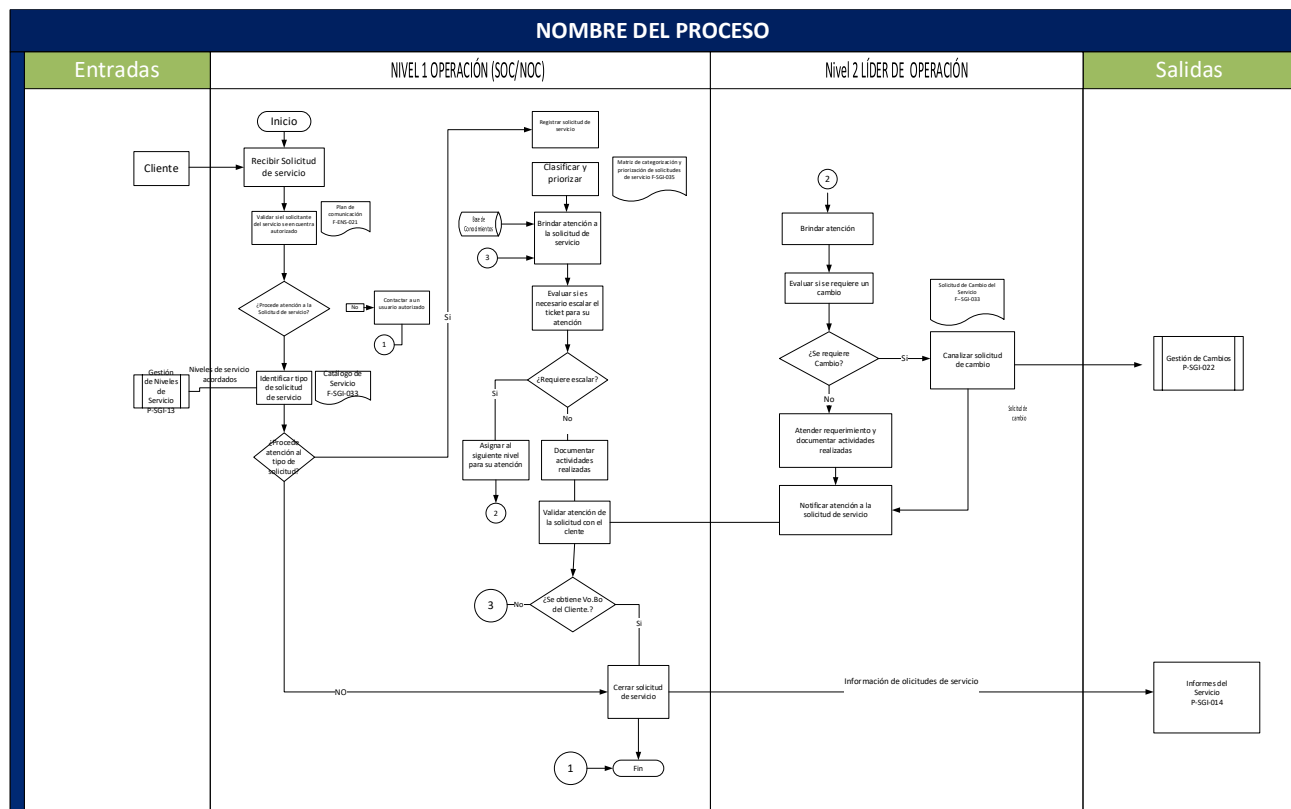 NOMBRE DEL PROCESO
Entradas
NIVEL 1 OPERACIÓN (SOC/NOC)
Nivel 2 LÍDER DE OPERACIÓN
Salidas
Inicio
Cliente
Recibir Solicitud
de servicio
Validar si el solicitante
del servicio se encuentra
autorizado
Plan de
comunicación
F-ENS-021
¿Procede atención a la
Solicitud de servicio?
No
Contactar a un
usuario autorizado
1
Gestión
de Niveles
de
Servicio
P-SGI-13
Niveles de servicio
acordados
Identificar tipo
de solicitud
de servicio
Catálogo de
Servicio
F-SGI-033
¿Procede
atención al
tipo de
solicitud?
Si
NO
Registrar solicitud de
servicio
Clasificar y
priorizar
Matriz de categorización y
priorización de solicitudes
de servicio F-SGI-035
Base de
Conocimientos
3
Brindar atención a
la solicitud de
servicio
Evaluar si es
necesario escalar el
ticket para su
atención
¿Requiere escalar?
Si
No
Asignar al
siguiente nivel
para su atención
2
Documentar
actividades
realizadas
Validar atención de
la solicitud con el
clente
¿Se obtiene Vo.Bo
del Cliente.?
No
3
Si
Cerrar solicitud
de servicio
1
Fin
2
Brindar atención
Evaluar si se requiere un
cambio
Solicitud de Cambio del
Servicio
F–SGI-033
¿Se requiere
Cambio?
Si
No
Canalizar solicitud
de cambio
Solicitud de
cambio
Atender requerimiento y
documentar actividades
realizadas
Notificar atención a la
solicitud de servicio
Información de olicitudes de servicio
Gestión de Cambios
P-SGI-022
Informes del
Servicio
P-SGI-014